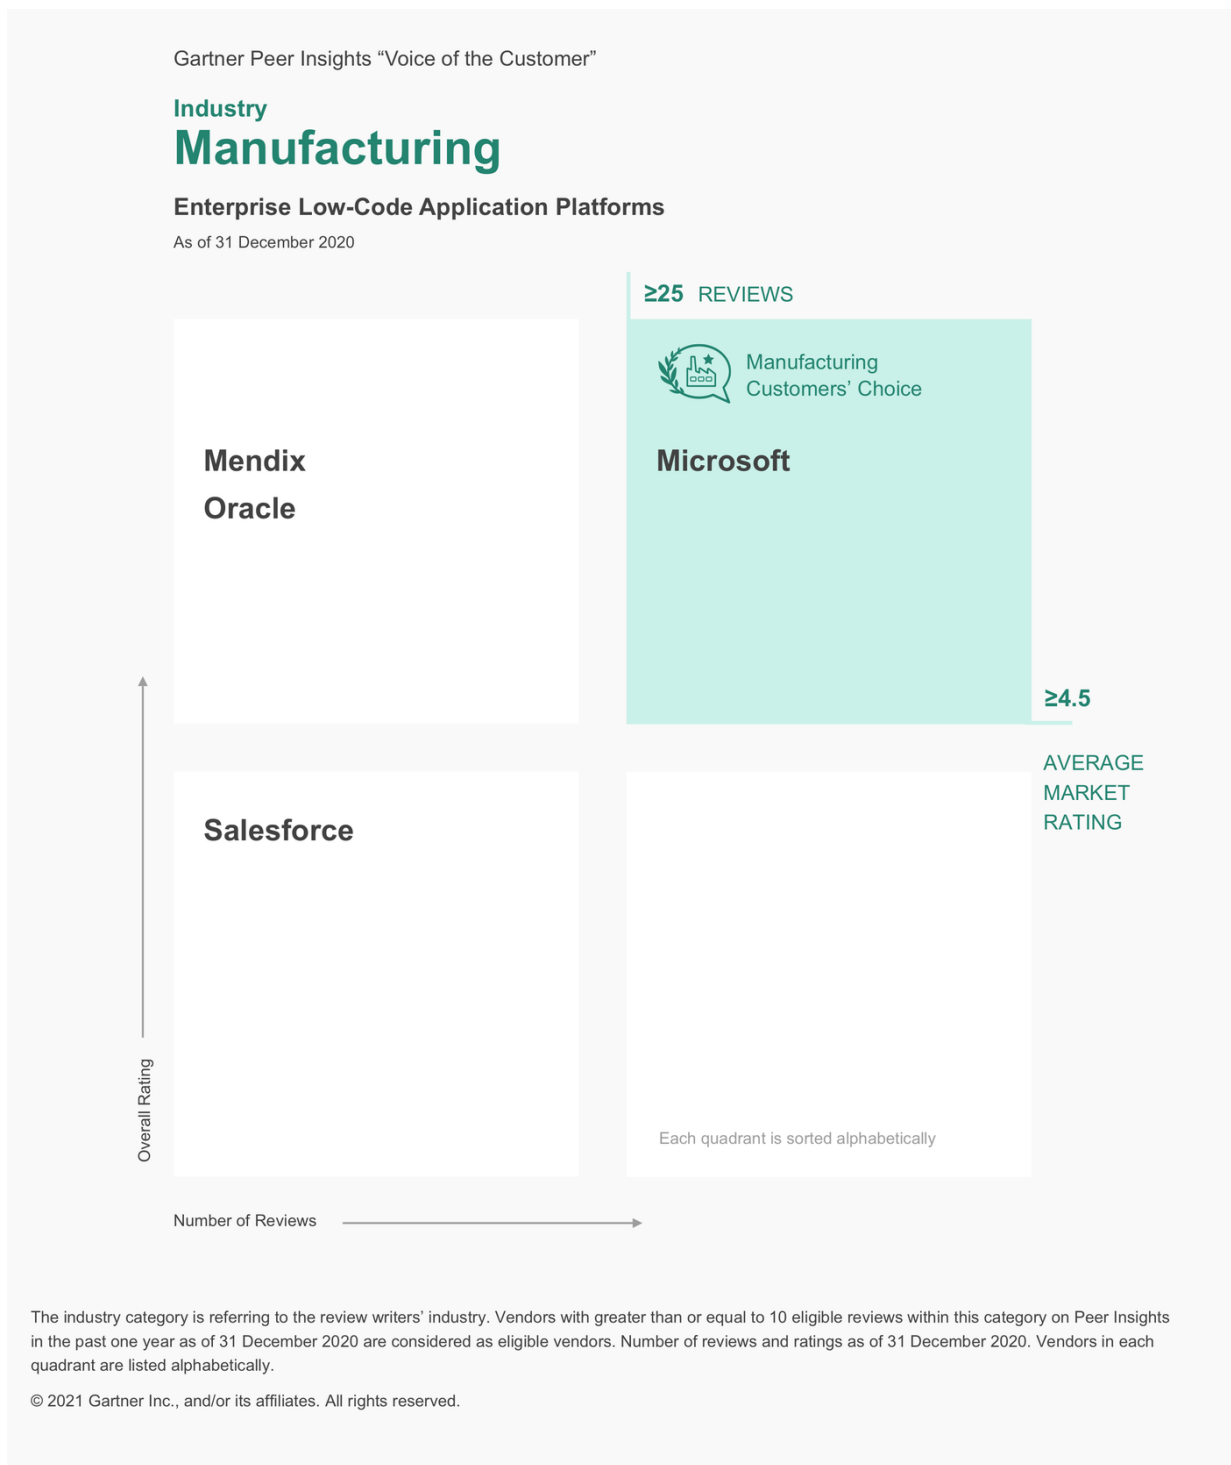 Gartner Peer Insights “Voice of the Customer”
Industry
Manufacturing
Enterprise Low-Code Application Platforms
As of 31 December 2020
≥25 REVIEWS
Manufacturing
Customers’ Choice
Mendix
Oracle
Microsoft
≥4.5
AVERAGE
MARKET
RATING
Salesforce
Each quadrant is sorted alphabetically
Overall Rating
Number of Reviews
The industry category is referring to the review writers’ industry. Vendors with greater than or equal to 10 eligible reviews within this category on Peer Insights
in the past one year as of 31 December 2020 are considered as eligible vendors. Number of reviews and ratings as of 31 December 2020. Vendors in each
quadrant are listed alphabetically.
© 2021 Gartner Inc., and/or its affiliates. All rights reserved.